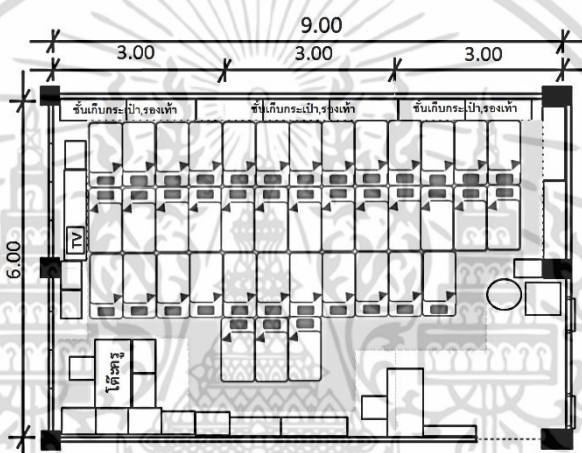 9.00
3.00 3.00 3.00
ชั้นเก็บกระเป๋า,รองเท้า ชั้นเก็บกระเป๋า,รองเท้า ชั้นเก็บกระเป๋า,รองเท้า
6.00
TV
โต๊ะครู